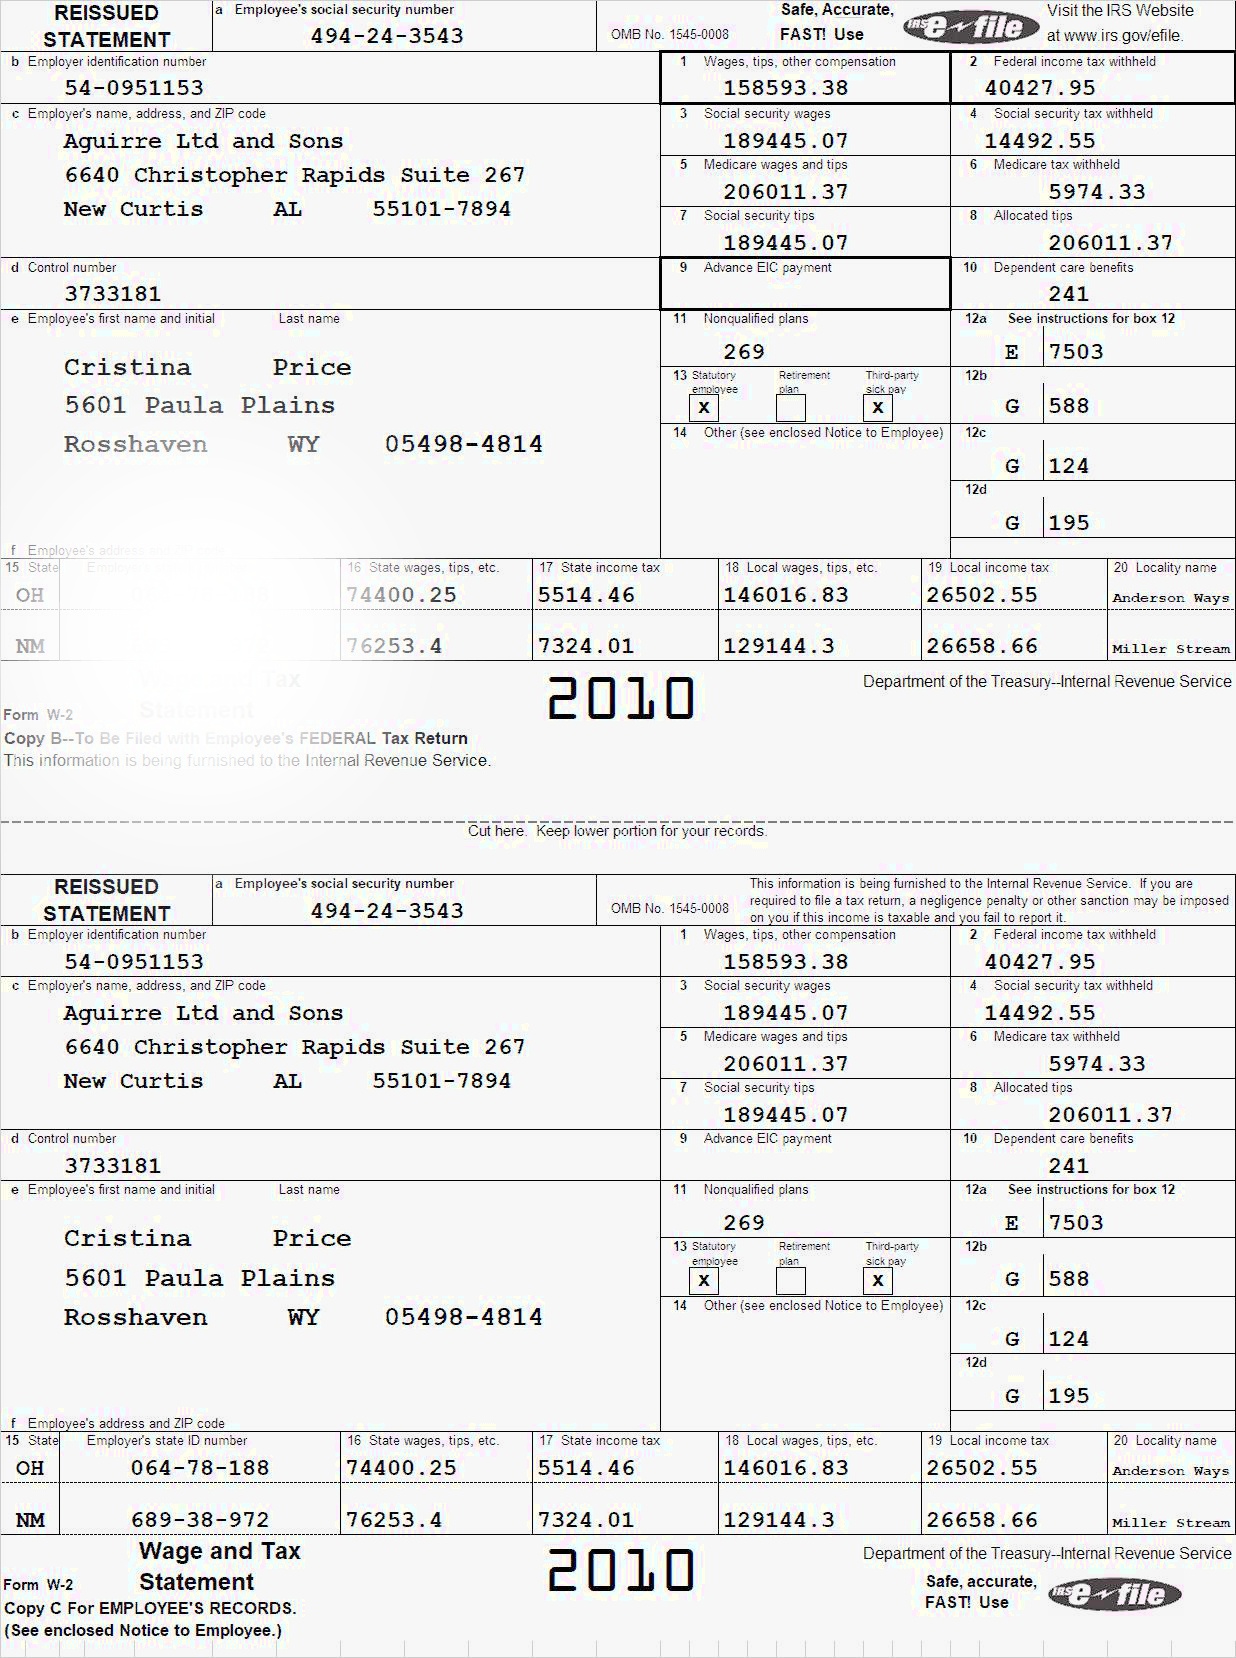 REISSUED STATEMENT
a Employee's social security number
494-24-3543
OMB No. 1545-0008
Safe, Accurate, FAST! Use
IRS e-file
Visit the IRS Website at www.irs.gov/efile.
b Employer identification number
54-0951153
1 Wages, tips, other compensation
158593.38
2 Federal income tax withheld
40427.95
c Employer's name, address, and ZIP code
Aguirre Ltd and Sons
6640 Christopher Rapids Suite 267
New Curtis AL 55101-7894
3 Social security wages
189445.07
4 Social security tax withheld
14492.55
5 Medicare wages and tips
206011.37
6 Medicare tax withheld
5974.33
7 Social security tips
189445.07
8 Allocated tips
206011.37
d Control number
3733181
9 Advance EIC payment
10 Dependent care benefits
241
e Employee's first name and initial Last name
Cristina Price
5601 Paula Plains
Rosshaven WY 05498-4814
11 Nonqualified plans
269
12a See instructions for box 12
E 7503
13 Statutory employee Retirement plan Third-party sick pay
X X
12b
G 588
14 Other (see enclosed Notice to Employee)
12c
G 124
12d
G 195
f Employee's address
15 State 16 State wages, tips, etc. 17 State income tax 18 Local wages, tips, etc. 19 Local income tax 20 Locality name
OH 74400.25 5514.46 146016.83 26502.55 Anderson Ways
NM 76253.4 7324.01 129144.3 26658.66 Miller Stream
Tax
Statement
Form W-2
2010
Department of the Treasury--Internal Revenue Service
Copy B--To Be Filed with Employee's FEDERAL Tax Return
This information is being furnished to the Internal Revenue Service.
Cut here. Keep lower portion for your records.
REISSUED STATEMENT
a Employee's social security number
494-24-3543
OMB No. 1545-0008
This information is being furnished to the Internal Revenue Service. If you are
required to file a tax return, a negligence penalty or other sanction may be imposed
on you if this income is taxable and you fail to report it.
b Employer identification number
54-0951153
1 Wages, tips, other compensation
158593.38
2 Federal income tax withheld
40427.95
c Employer's name, address, and ZIP code
Aguirre Ltd and Sons
6640 Christopher Rapids Suite 267
New Curtis AL 55101-7894
3 Social security wages
189445.07
4 Social security tax withheld
14492.55
5 Medicare wages and tips
206011.37
6 Medicare tax withheld
5974.33
7 Social security tips
189445.07
8 Allocated tips
206011.37
d Control number
3733181
9 Advance EIC payment
10 Dependent care benefits
241
e Employee's first name and initial Last name
Cristina Price
5601 Paula Plains
Rosshaven WY 05498-4814
11 Nonqualified plans
269
12a See instructions for box 12
E 7503
13 Statutory employee Retirement plan Third-party sick pay
X X
12b
G 588
14 Other (see enclosed Notice to Employee)
12c
G 124
12d
G 195
f Employee's address and ZIP code
15 State Employer's state ID number 16 State wages, tips, etc. 17 State income tax 18 Local wages, tips, etc. 19 Local income tax 20 Locality name
OH 064-78-188 74400.25 5514.46 146016.83 26502.55 Anderson Ways
NM 689-38-972 76253.4 7324.01 129144.3 26658.66 Miller Stream
Wage and Tax
Statement
Form W-2
2010
Department of the Treasury--Internal Revenue Service
Safe, accurate, FAST! Use
IRS e-file
Copy C For EMPLOYEE'S RECORDS.
(See enclosed Notice to Employee.)